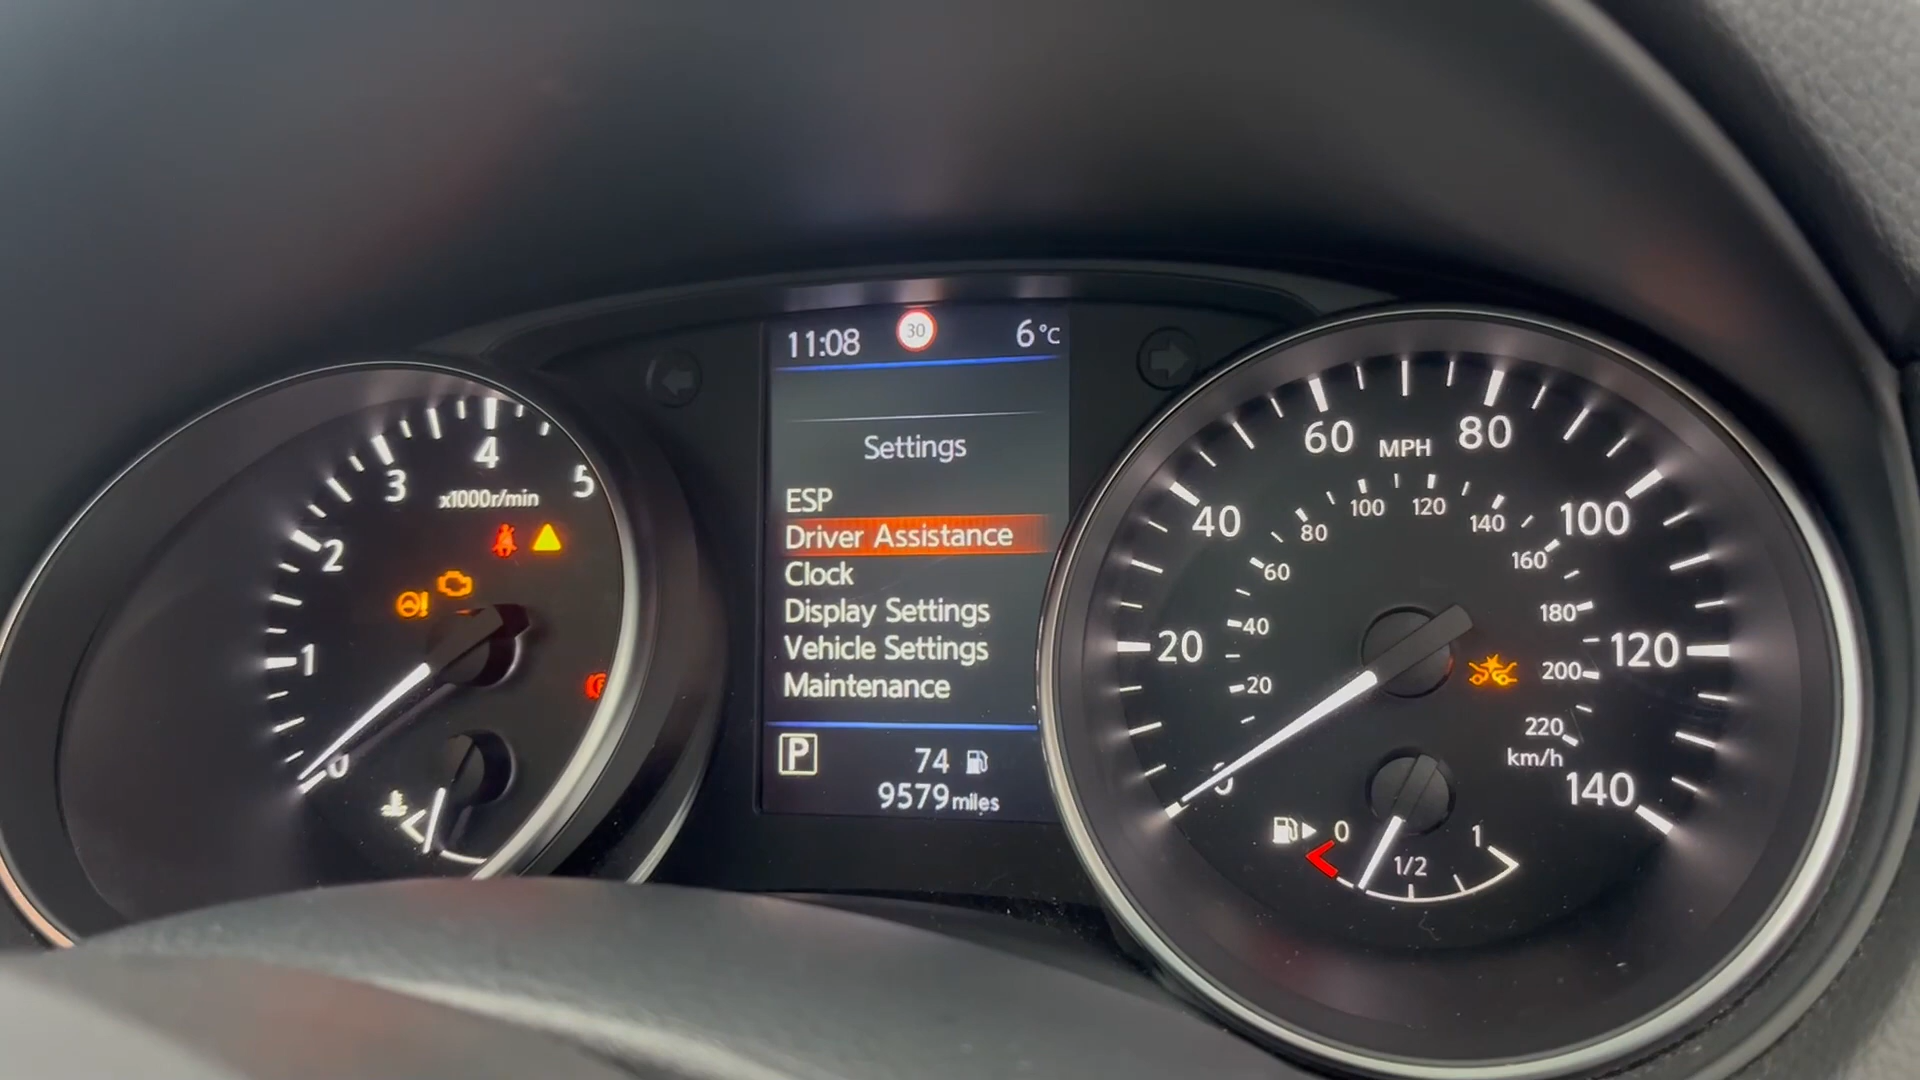 11:08 30 6°C
Settings
ESP
Driver Assistance
Clock
Display Settings
Vehicle Settings
Maintenance
P 74
9579 miles
0
1
2
3
4
5
x1000r/min
0
20
40
60
80
100
120
140
MPH
20
40
60
80
100
120
140
160
180
200
220
km/h
0
1/2
1